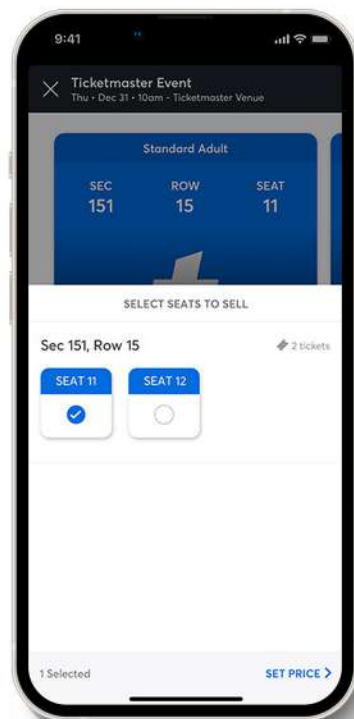 9:41
Ticketmaster Event
Thu • Dec 31 • 10am - Ticketmaster Venue
Standard Adult
SEC ROW SEAT
151 15 11
SELECT SEATS TO SELL
Sec 151, Row 15 2 tickets
SEAT 11 SEAT 12
1 Selected SET PRICE